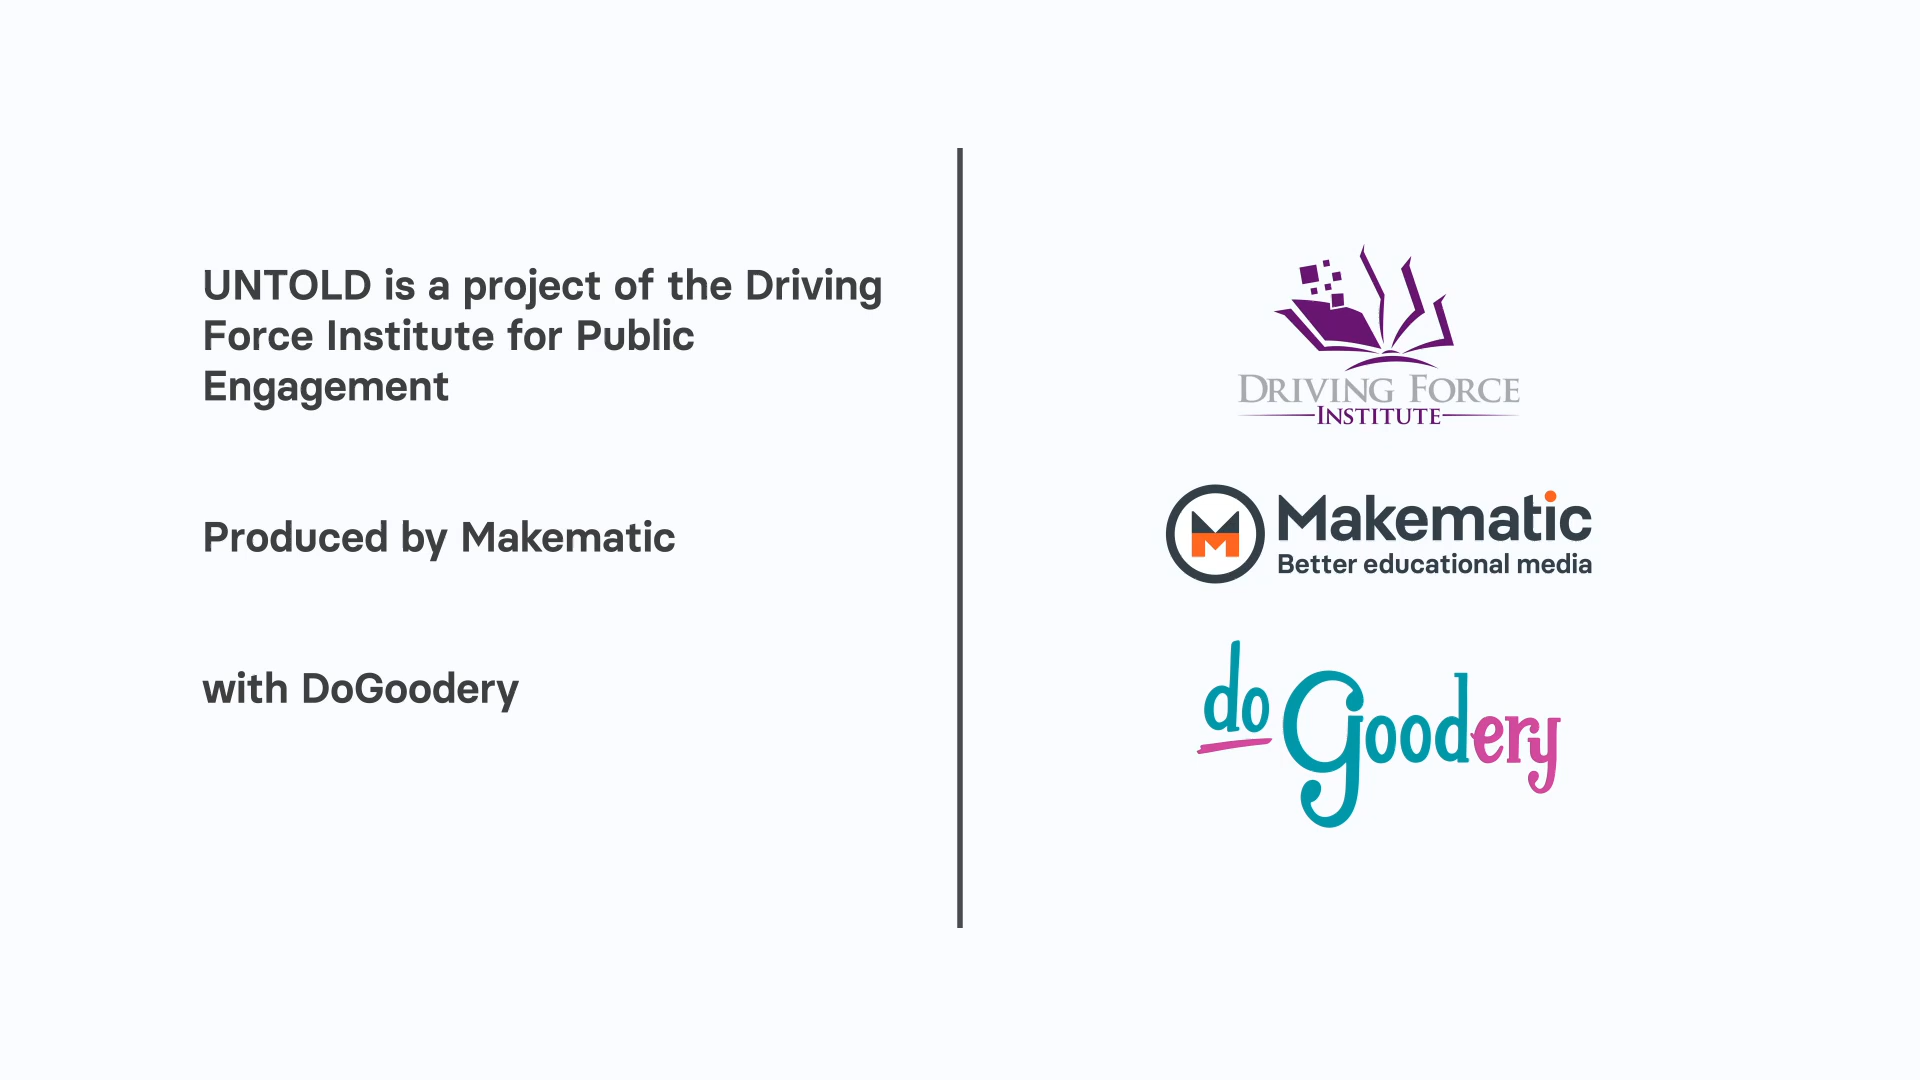 UNTOLD is a project of the Driving
Force Institute for Public
Engagement
Produced by Makematic
with DoGoodery
DRIVING FORCE
INSTITUTE
M
Makematic
Better educational media
do Goodery